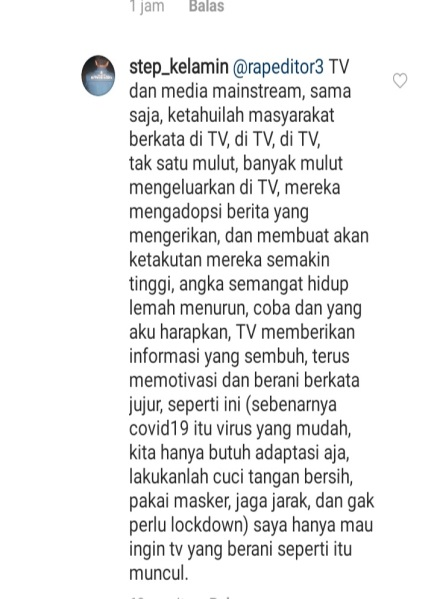 1 jam Balas
step_kelamin @rapeditor3 TV
dan media mainstream, sama
saja, ketahuilah masyarakat
berkata di TV, di TV, di TV,
tak satu mulut, banyak mulut
mengeluarkan di TV, mereka
mengadopsi berita yang
mengerikan, dan membuat akan
ketakutan mereka semakin
tinggi, angka semangat hidup
lemah menurun, coba dan yang
aku harapkan, TV memberikan
informasi yang sembuh, terus
memotivasi dan berani berkata
jujur, seperti ini (sebenarnya
covid19 itu virus yang mudah,
kita hanya butuh adaptasi aja,
lakukanlah cuci tangan bersih,
pakai masker, jaga jarak, dan gak
perlu lockdown) saya hanya mau
ingin tv yang berani seperti itu
muncul.